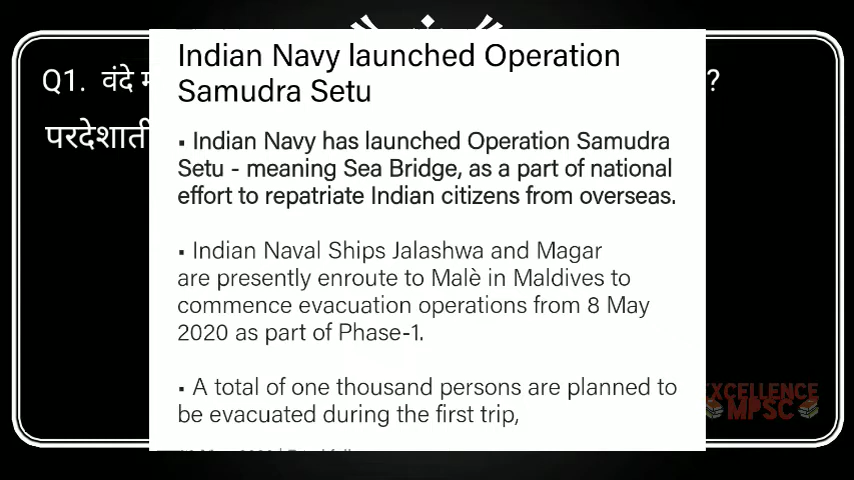 Indian Navy launched Operation
Samudra Setu
Q1. वंदे
?
परदेशाती
▪ Indian Navy has launched Operation Samudra
Setu - meaning Sea Bridge, as a part of national
effort to repatriate Indian citizens from overseas.
▪ Indian Naval Ships Jalashwa and Magar
are presently enroute to Malè in Maldives to
commence evacuation operations from 8 May
2020 as part of Phase-1.
▪ A total of one thousand persons are planned to
be evacuated during the first trip,
EXCELLENCE
MPSC